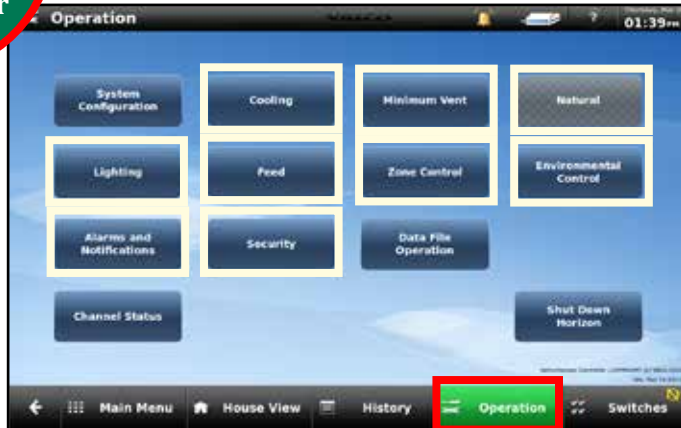 r
Operation
?
01:39PM
System
Configuration
Cooling
Minimum Vent
Natural
Lighting
Feed
Zone Control
Environmental
Control
Alarms and
Notifications
Security
Data File
Operation
Channel Status
Shut Down
Horizon
Main Menu
House View
History
Operation
Switches